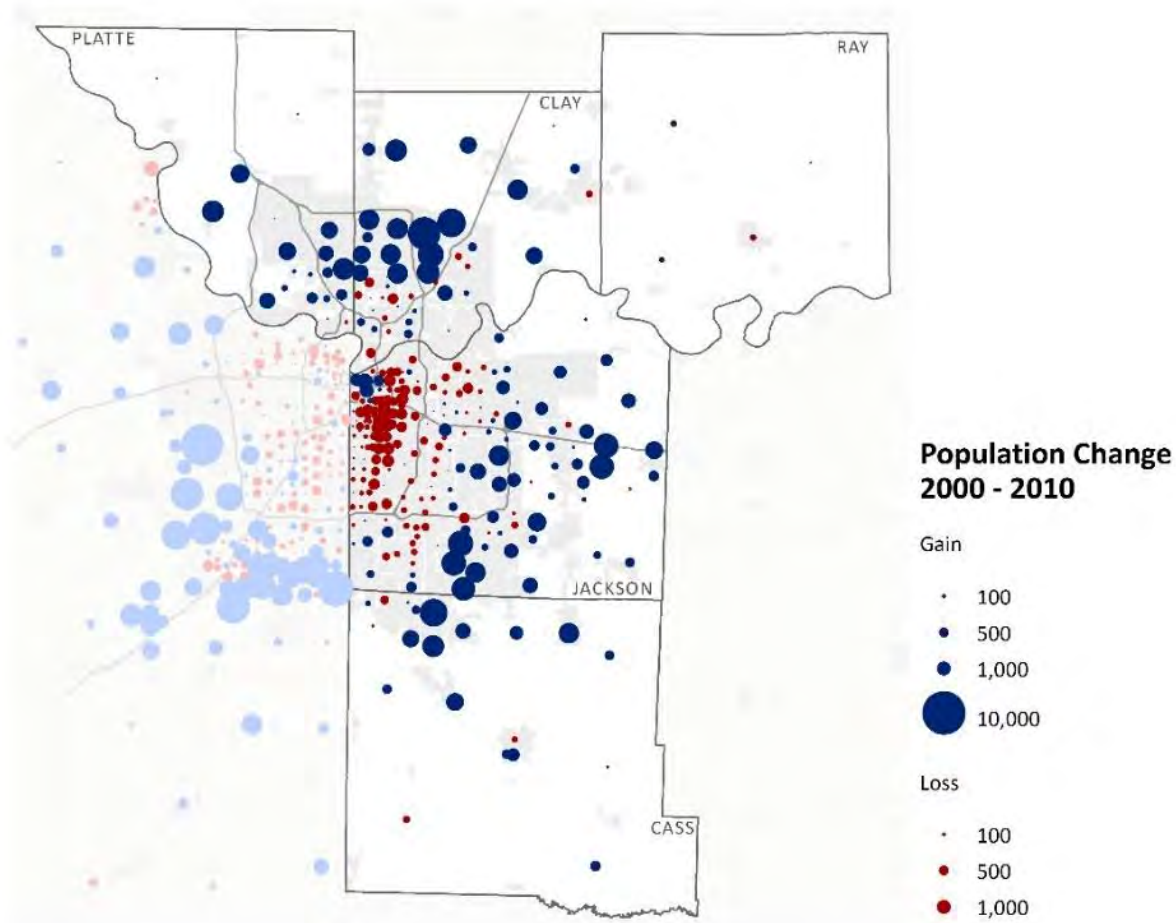 PLATTE
RAY
CLAY
JACKSON
CASS
Population Change
2000 - 2010
Gain
100
500
1,000
10,000
Loss
100
500
1,000